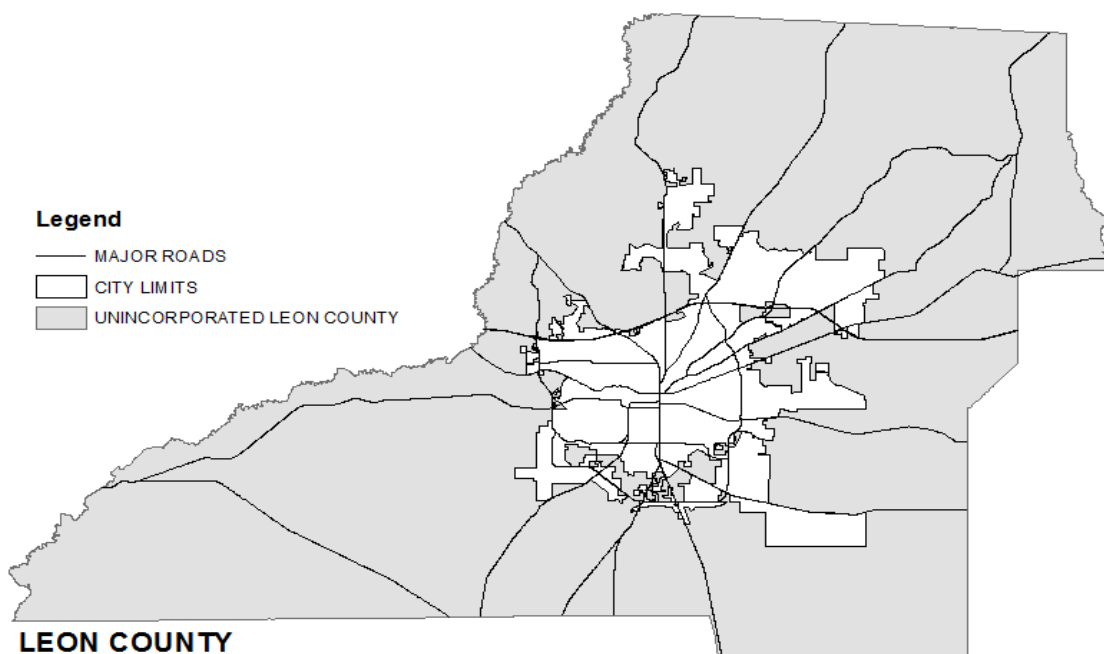 Legend
MAJOR ROADS
CITY LIMITS
UNINCORPORATED LEON COUNTY
LEON COUNTY